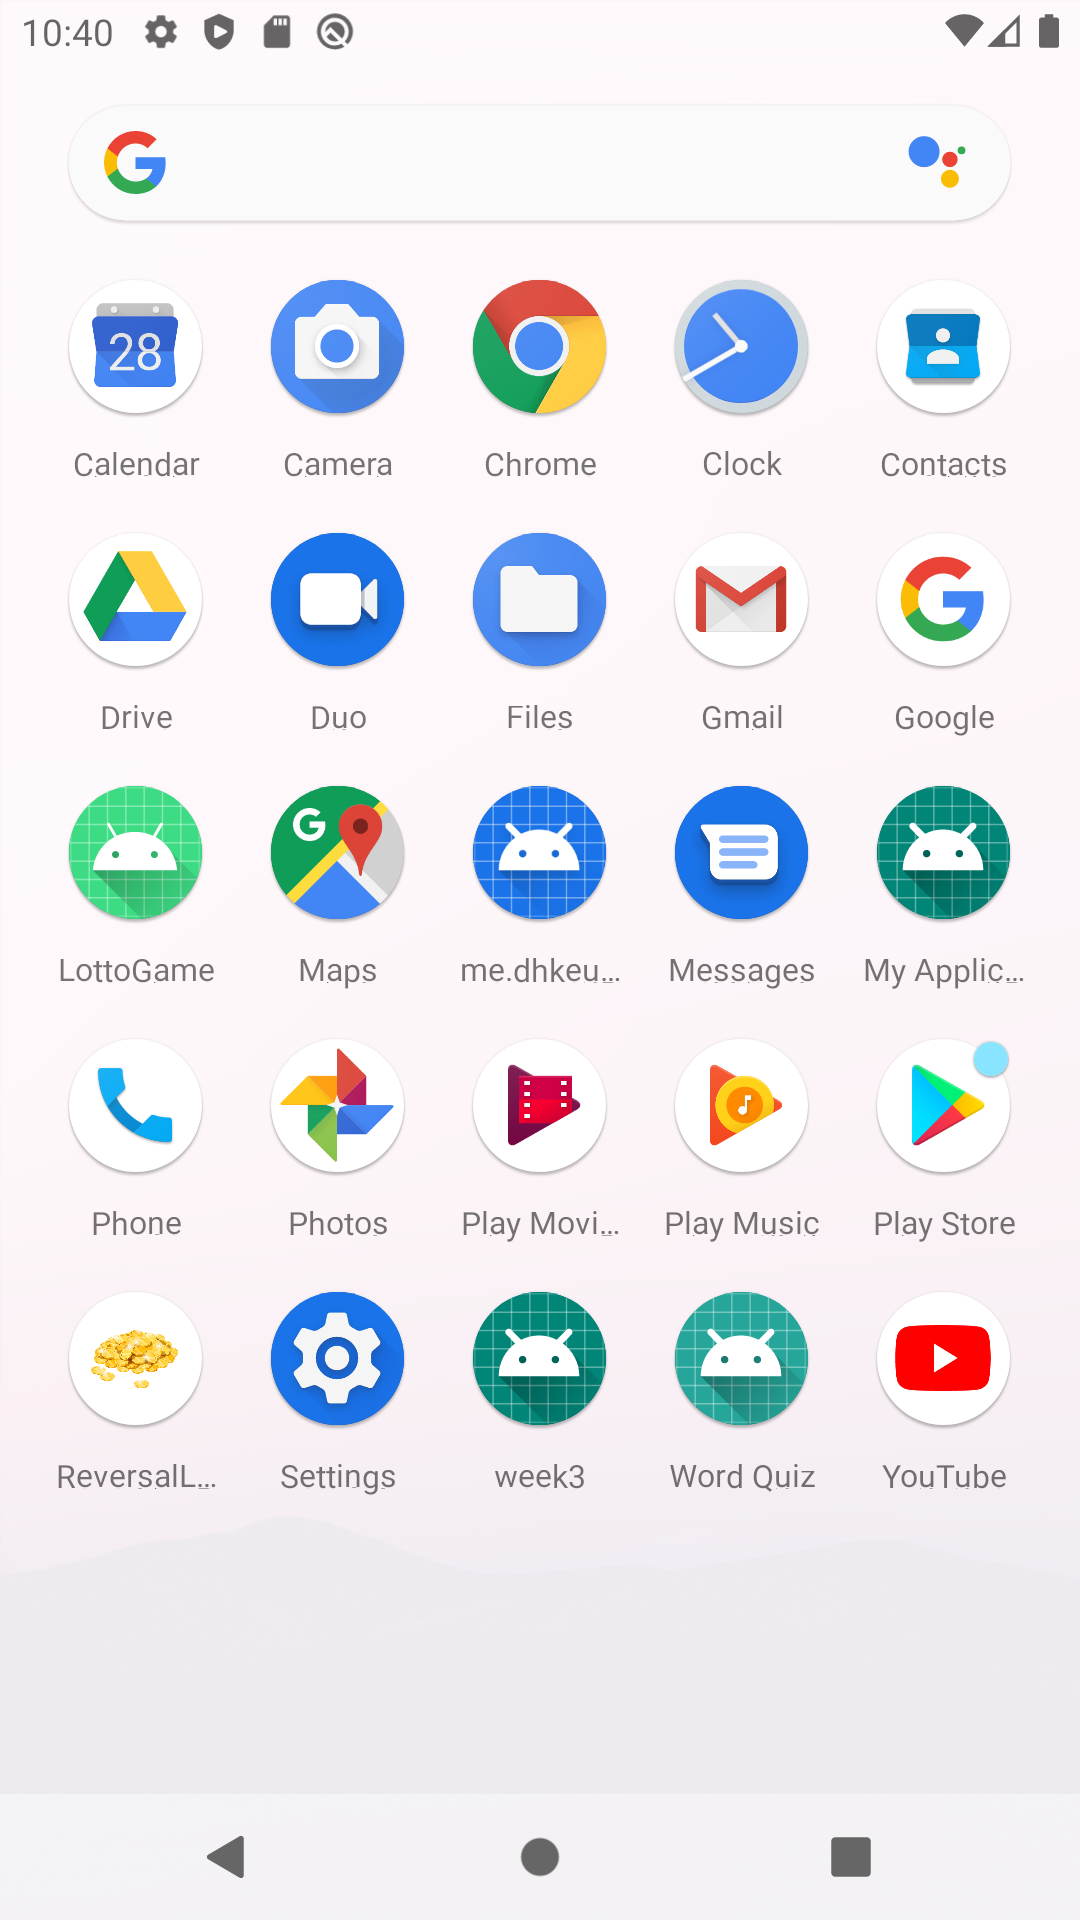 10:40
28
Calendar Camera Chrome Clock Contacts
Drive Duo Files Gmail Google
LottoGame Maps me.dhkeu… Messages My Applic…
Phone Photos Play Movi… Play Music Play Store
ReversalL… Settings week3 Word Quiz YouTube